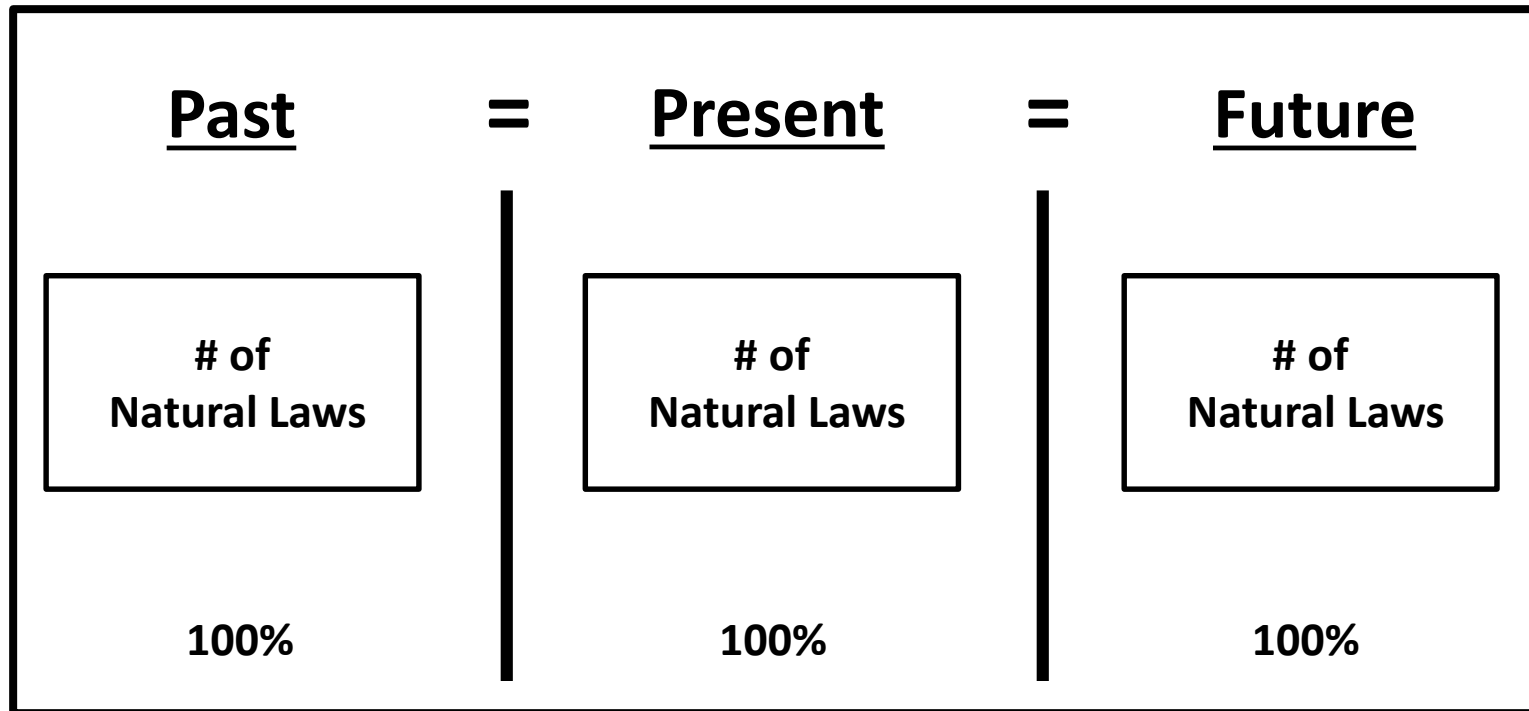 Past = Present = Future
# of
Natural Laws
# of
Natural Laws
# of
Natural Laws
100%
100%
100%